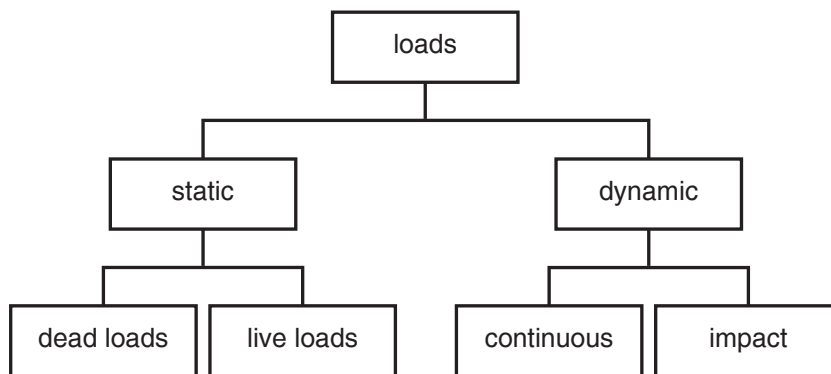 loads
static
dynamic
dead loads
live loads
continuous
impact